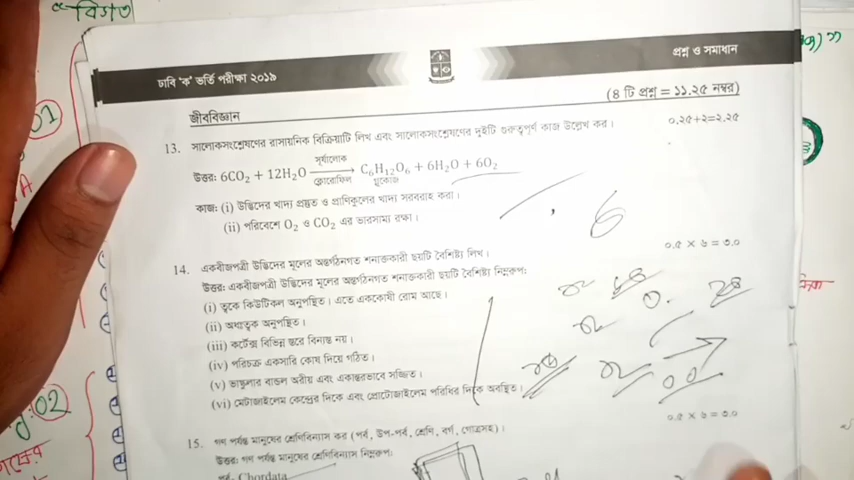 “বিগত
ঢাবি ‘ক’ ভর্তি পরীক্ষা ২০১৯
প্রশ্ন ও সমাধান
জীববিজ্ঞান
(৪ টি প্রশ্ন = ১১.২৫ নম্বর)
13. সালোকসংশ্লেষণের রাসায়নিক বিক্রিয়াটি লিখ এবং সালোকসংশ্লেষণের দুইটি গুরুত্বপূর্ণ কাজ উল্লেখ কর।
০.২৫+২=২.২৫
সূর্যালোক
উত্তর: 6CO₂ + 12H₂O ⟶ C₆H₁₂O₆ + 6H₂O + 6O₂
ক্লোরোফিল গ্লুকোজ
কাজ: (i) উদ্ভিদের খাদ্য প্রস্তুত ও প্রাণিকুলের খাদ্য সরবরাহ করা।
(ii) পরিবেশে O₂ ও CO₂ এর ভারসাম্য রক্ষা।
14. একবীজপত্রী উদ্ভিদের মূলের অন্তর্গঠনগত শনাক্তকারী ছয়টি বৈশিষ্ট্য লিখ।
০.৫ × ৬ = ৩.০
উত্তর: একবীজপত্রী উদ্ভিদের মূলের অন্তর্গঠনগত শনাক্তকারী ছয়টি বৈশিষ্ট্য নিম্নরূপ:
(i) ত্বকে কিউটিকল অনুপস্থিত। এতে এককোষী রোম আছে।
(ii) অধঃত্বক অনুপস্থিত।
(iii) কর্টেক্স বিভিন্ন স্তরে বিন্যস্ত নয়।
(iv) পরিচক্র একসারি কোষ দিয়ে গঠিত।
(v) ভাস্কুলার বান্ডল অরীয় এবং একান্তরভাবে সজ্জিত।
(vi) মেটাজাইলেম কেন্দ্রের দিকে এবং প্রোটোজাইলেম পরিধির দিকে অবস্থিত।
০.৫ × ৬ = ৩.০
15. গণ পর্যন্ত মানুষের শ্রেণিবিন্যাস কর (পর্ব, উপ-পর্ব, শ্রেণি, বর্গ, গোত্রসহ)।
উত্তর: গণ পর্যন্ত মানুষের শ্রেণিবিন্যাস নিম্নরূপ:
পর্ব- Chordata